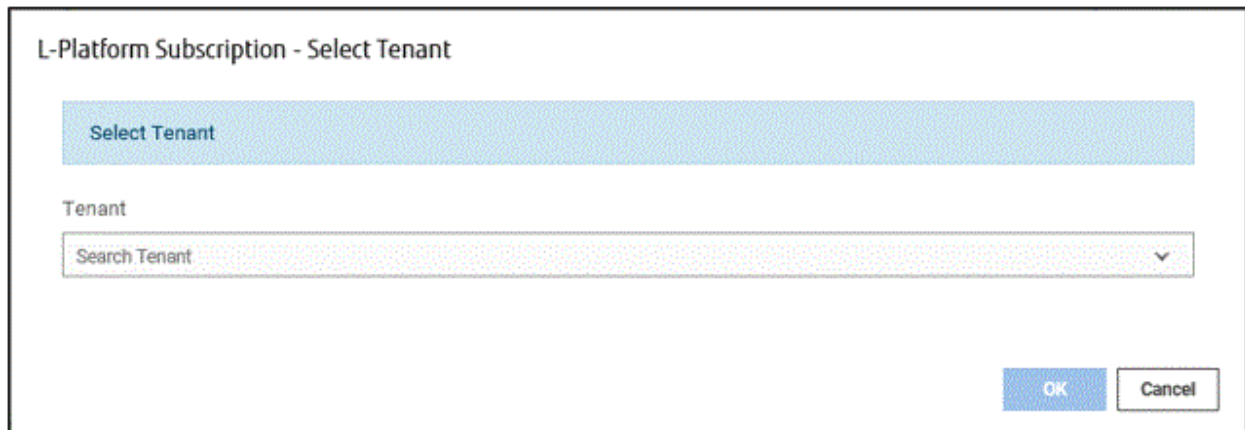 L-Platform Subscription - Select Tenant
Select Tenant
Tenant
Search Tenant
OK Cancel